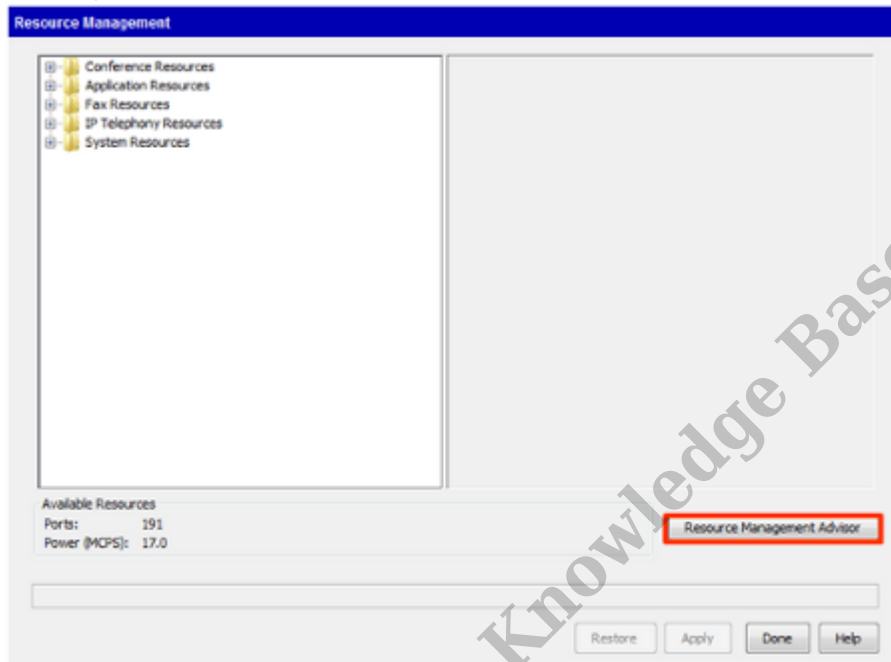 Resource Management
Conference Resources
Application Resources
Fax Resources
IP Telephony Resources
System Resources
Available Resources
Ports: 191
Power (MCPS): 17.0
Resource Management Advisor
Restore Apply Done Help
Knowledge Base